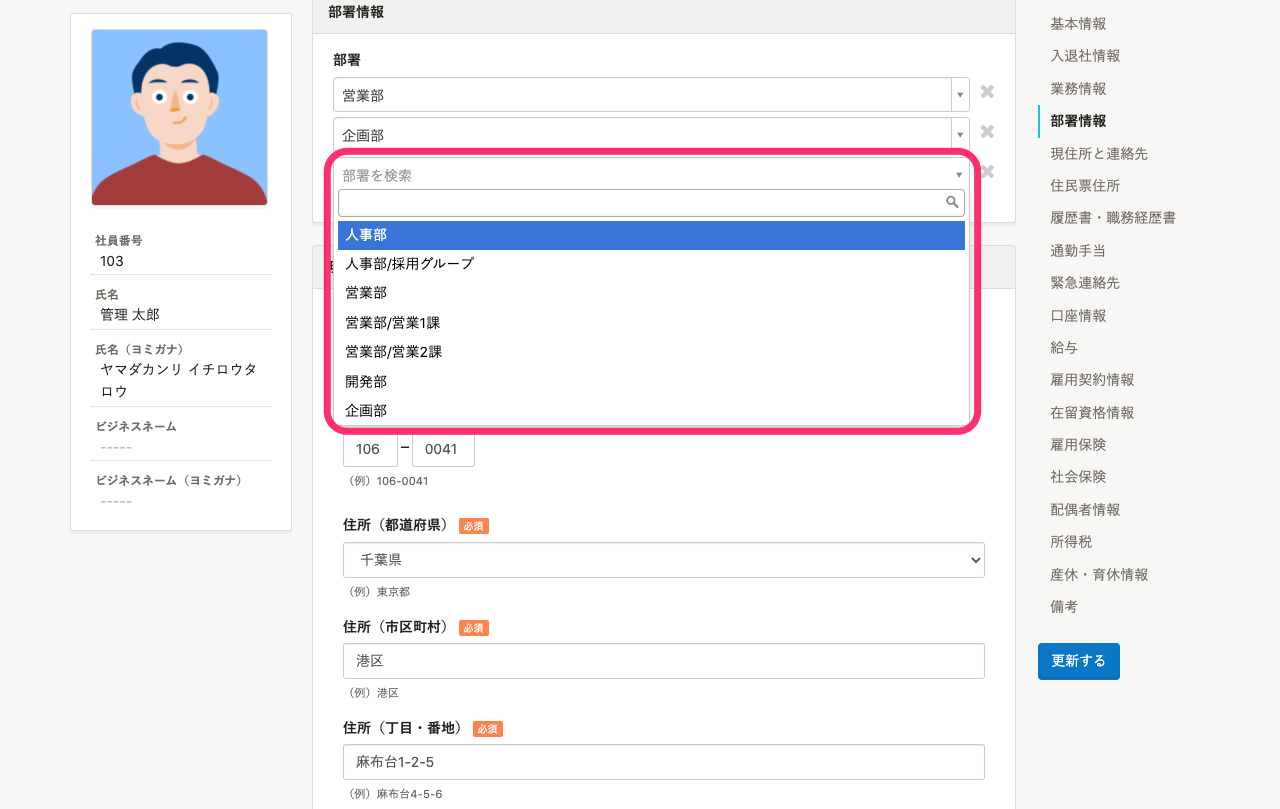 社員番号
103
氏名
管理 太郎
氏名（ヨミガナ）
ヤマダカンリ イチロウタ
ロウ
ビジネスネーム
-----
ビジネスネーム（ヨミガナ）
-----
部署情報
部署
営業部
企画部
部署を検索
人事部
人事部/採用グループ
営業部
営業部/営業1課
営業部/営業2課
開発部
企画部
106 – 0041
（例）106-0041
住所（都道府県） 必須
千葉県
（例）東京都
住所（市区町村） 必須
港区
（例）港区
住所（丁目・番地） 必須
麻布台1-2-5
（例）麻布台4-5-6
基本情報
入退社情報
業務情報
部署情報
現住所と連絡先
住民票住所
履歴書・職務経歴書
通勤手当
緊急連絡先
口座情報
給与
雇用契約情報
在留資格情報
雇用保険
社会保険
配偶者情報
所得税
産休・育休情報
備考
更新する